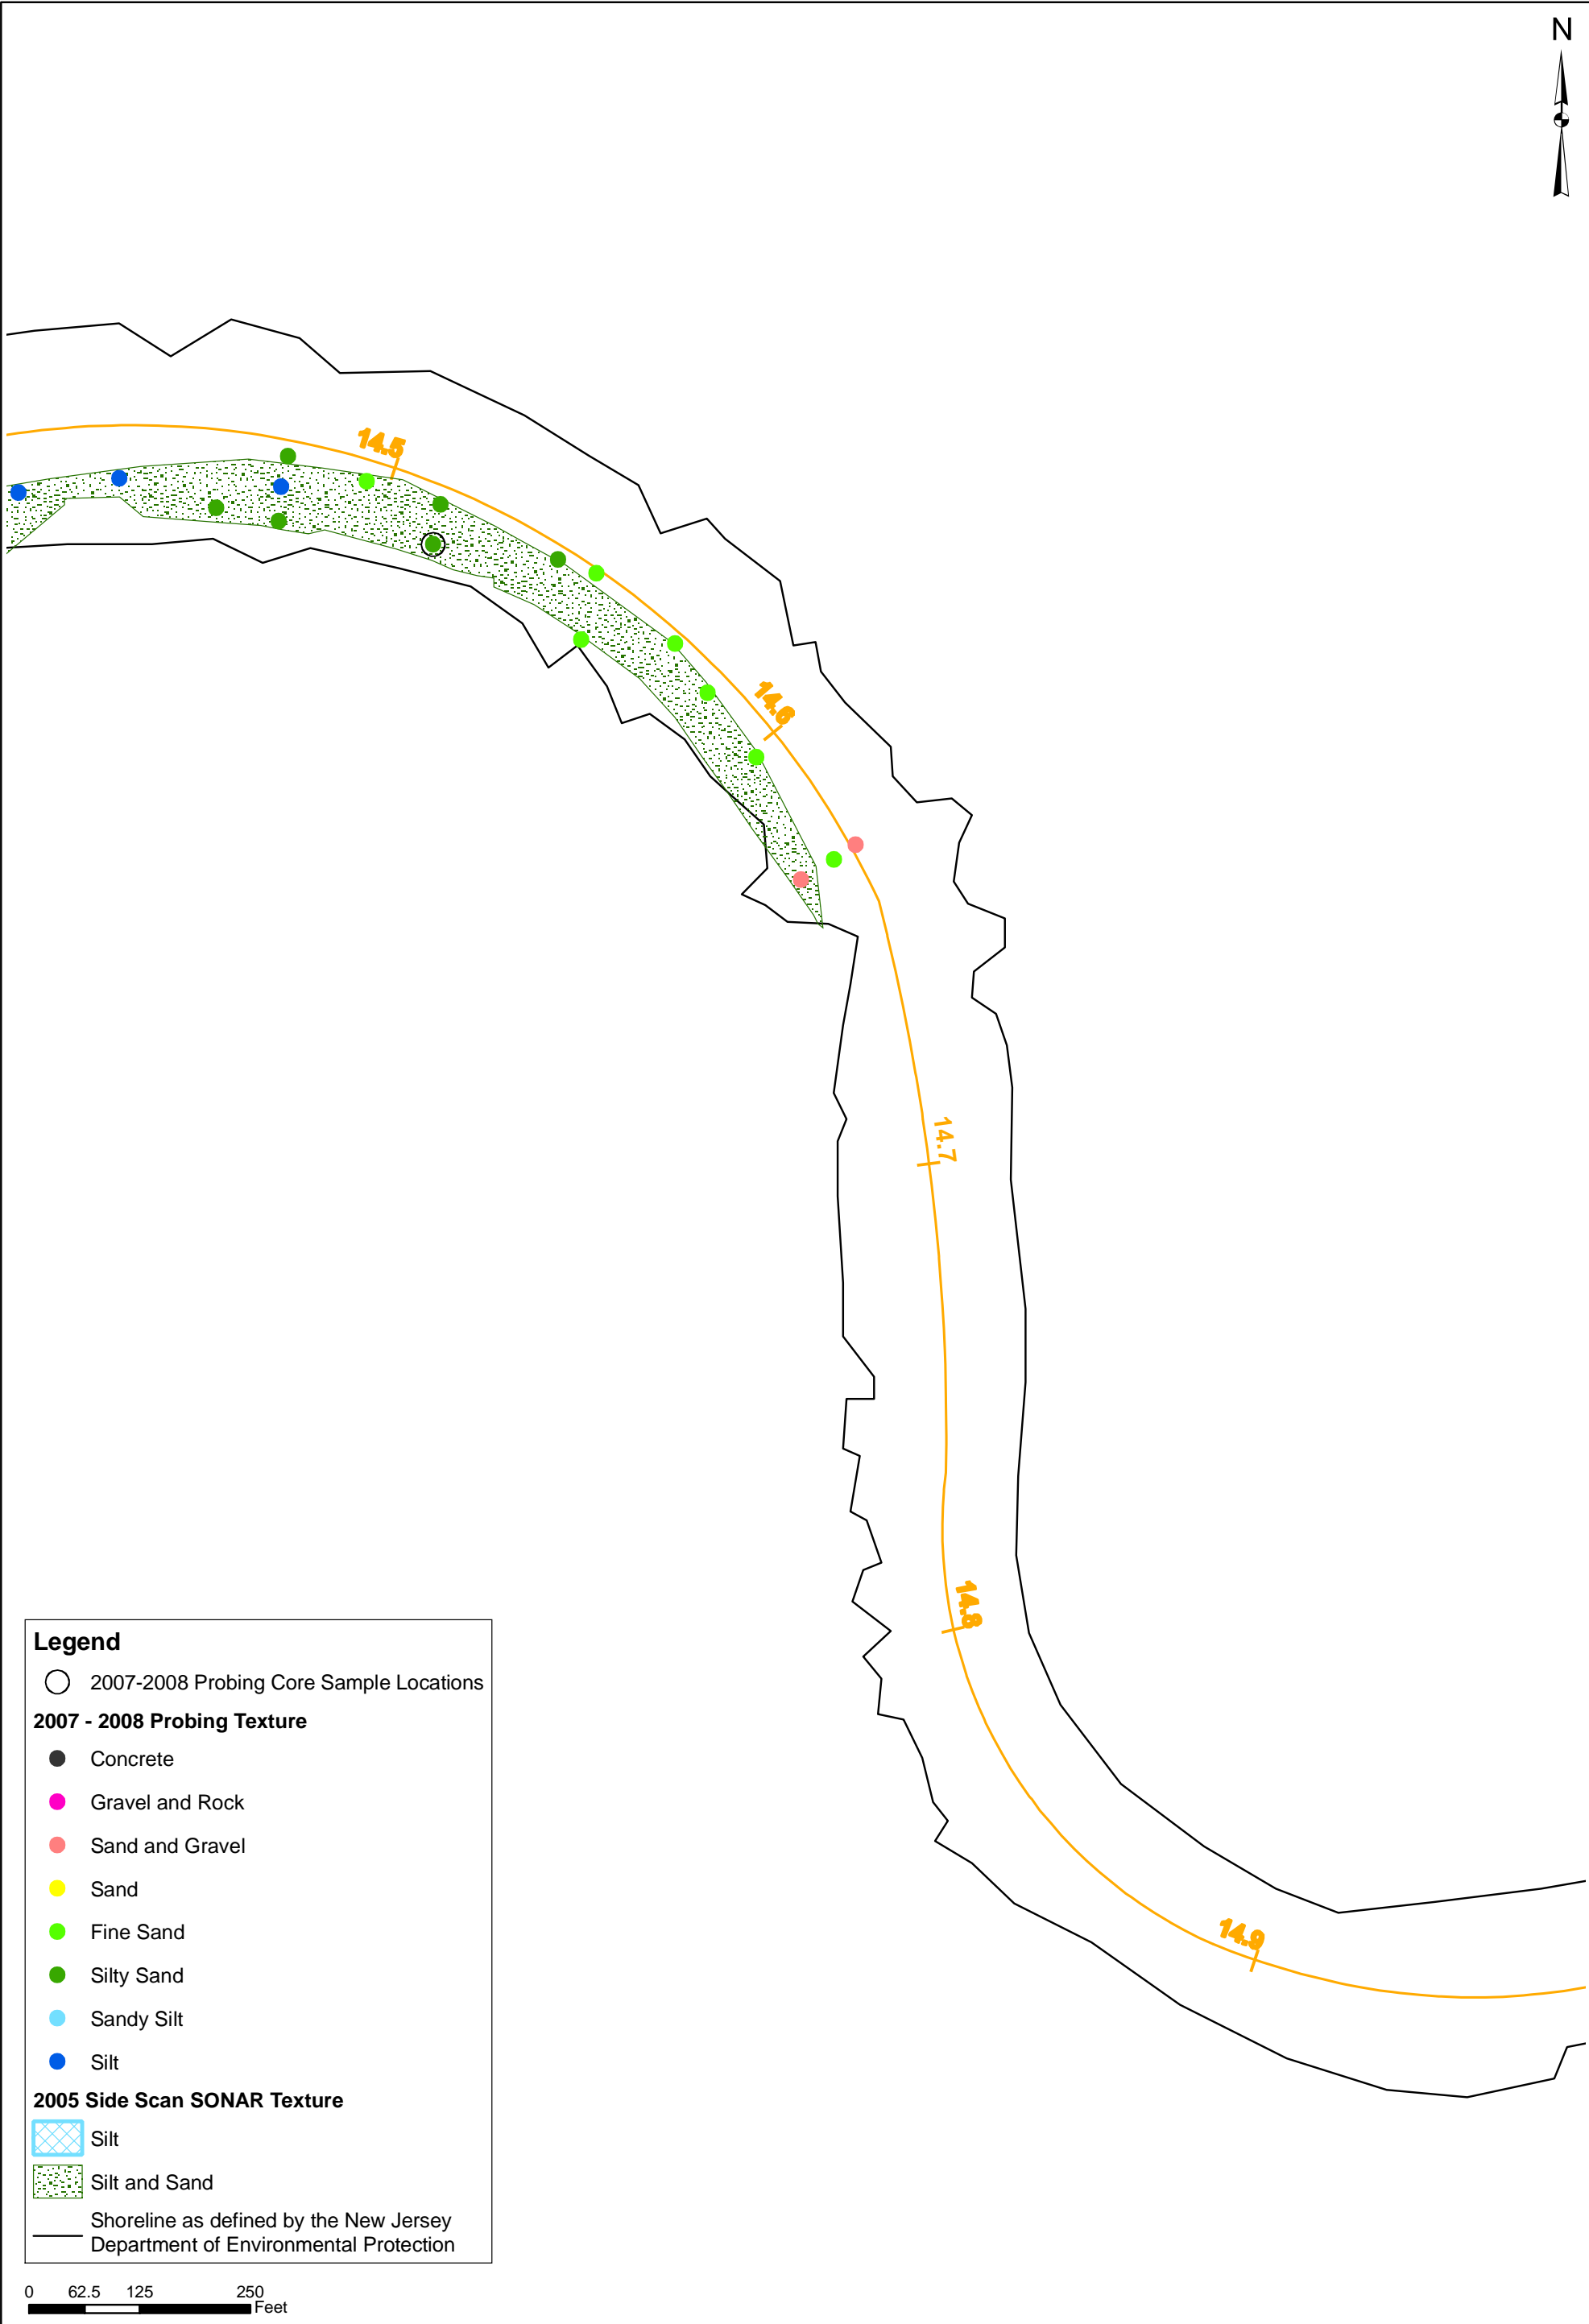 N
14.5
14.6
14.7
14.8
14.9
Legend
2007-2008 Probing Core Sample Locations
2007 - 2008 Probing Texture
Concrete
Gravel and Rock
Sand and Gravel
Sand
Fine Sand
Silty Sand
Sandy Silt
Silt
2005 Side Scan SONAR Texture
Silt
Silt and Sand
Shoreline as defined by the New Jersey
Department of Environmental Protection
0 62.5 125 250
Feet